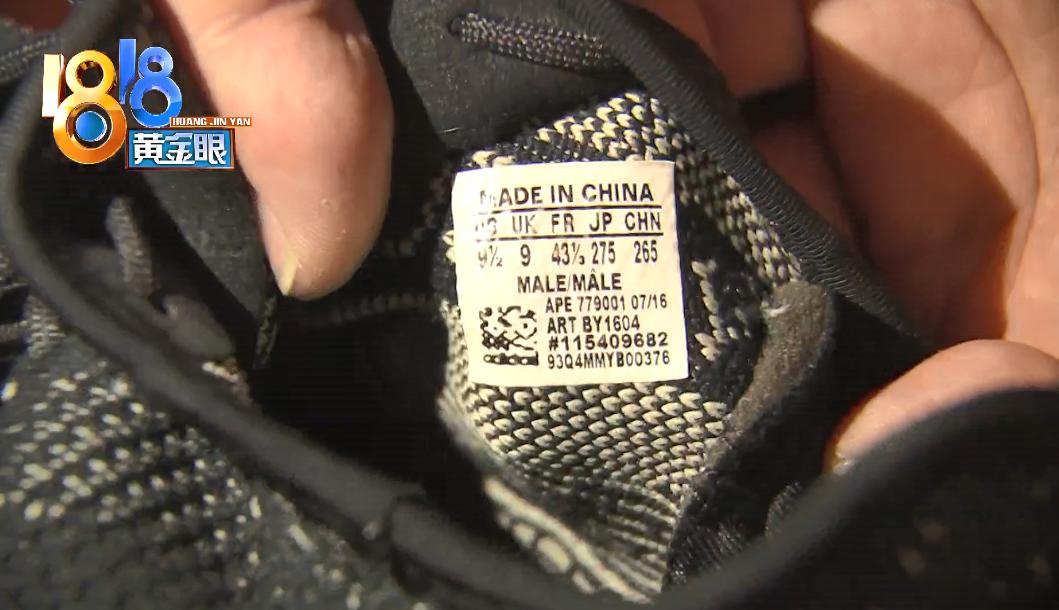 1818
HUANG JIN YAN
黄金眼
MADE IN CHINA
US UK FR JP CHN
9½ 9 43⅓ 275 265
MALE/MÂLE
APE 779001 07/16
ART BY1604
#115409682
93Q4MMYB00376
adidas